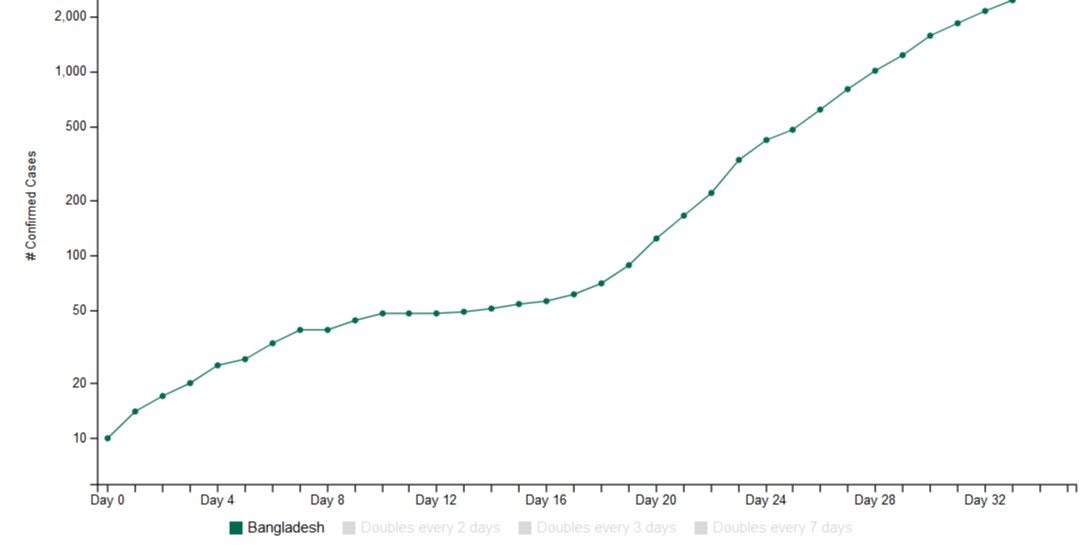 2,000
1,000
500
200
100
50
20
10
# Confirmed Cases
Day 0 Day 4 Day 8 Day 12 Day 16 Day 20 Day 24 Day 28 Day 32
Bangladesh Doubles every 2 days Doubles every 3 days Doubles every 7 days